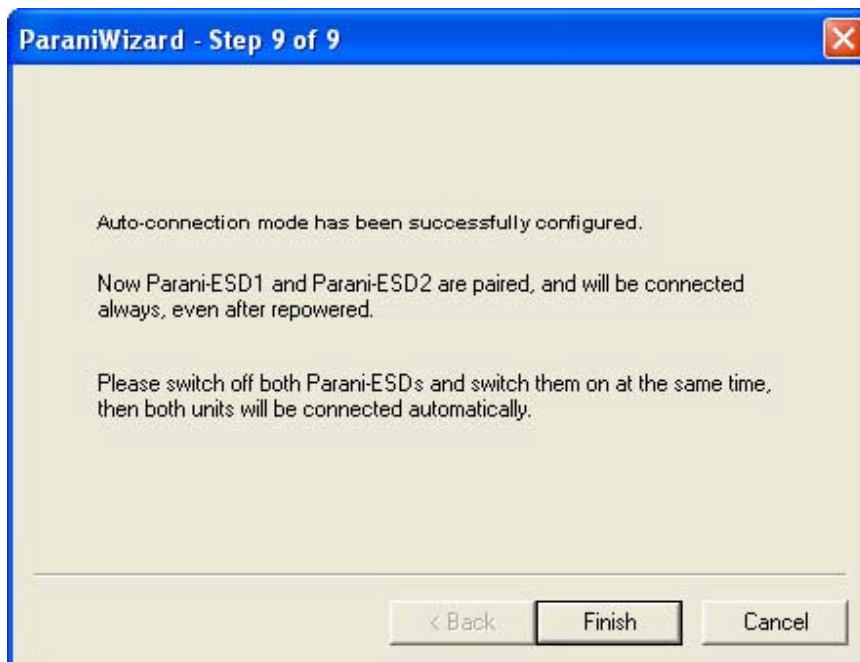 ParaniWizard - Step 9 of 9
Auto-connection mode has been successfully configured.
Now Parani-ESD1 and Parani-ESD2 are paired, and will be connected
always, even after repowered.
Please switch off both Parani-ESDs and switch them on at the same time,
then both units will be connected automatically.
< Back
Finish
Cancel